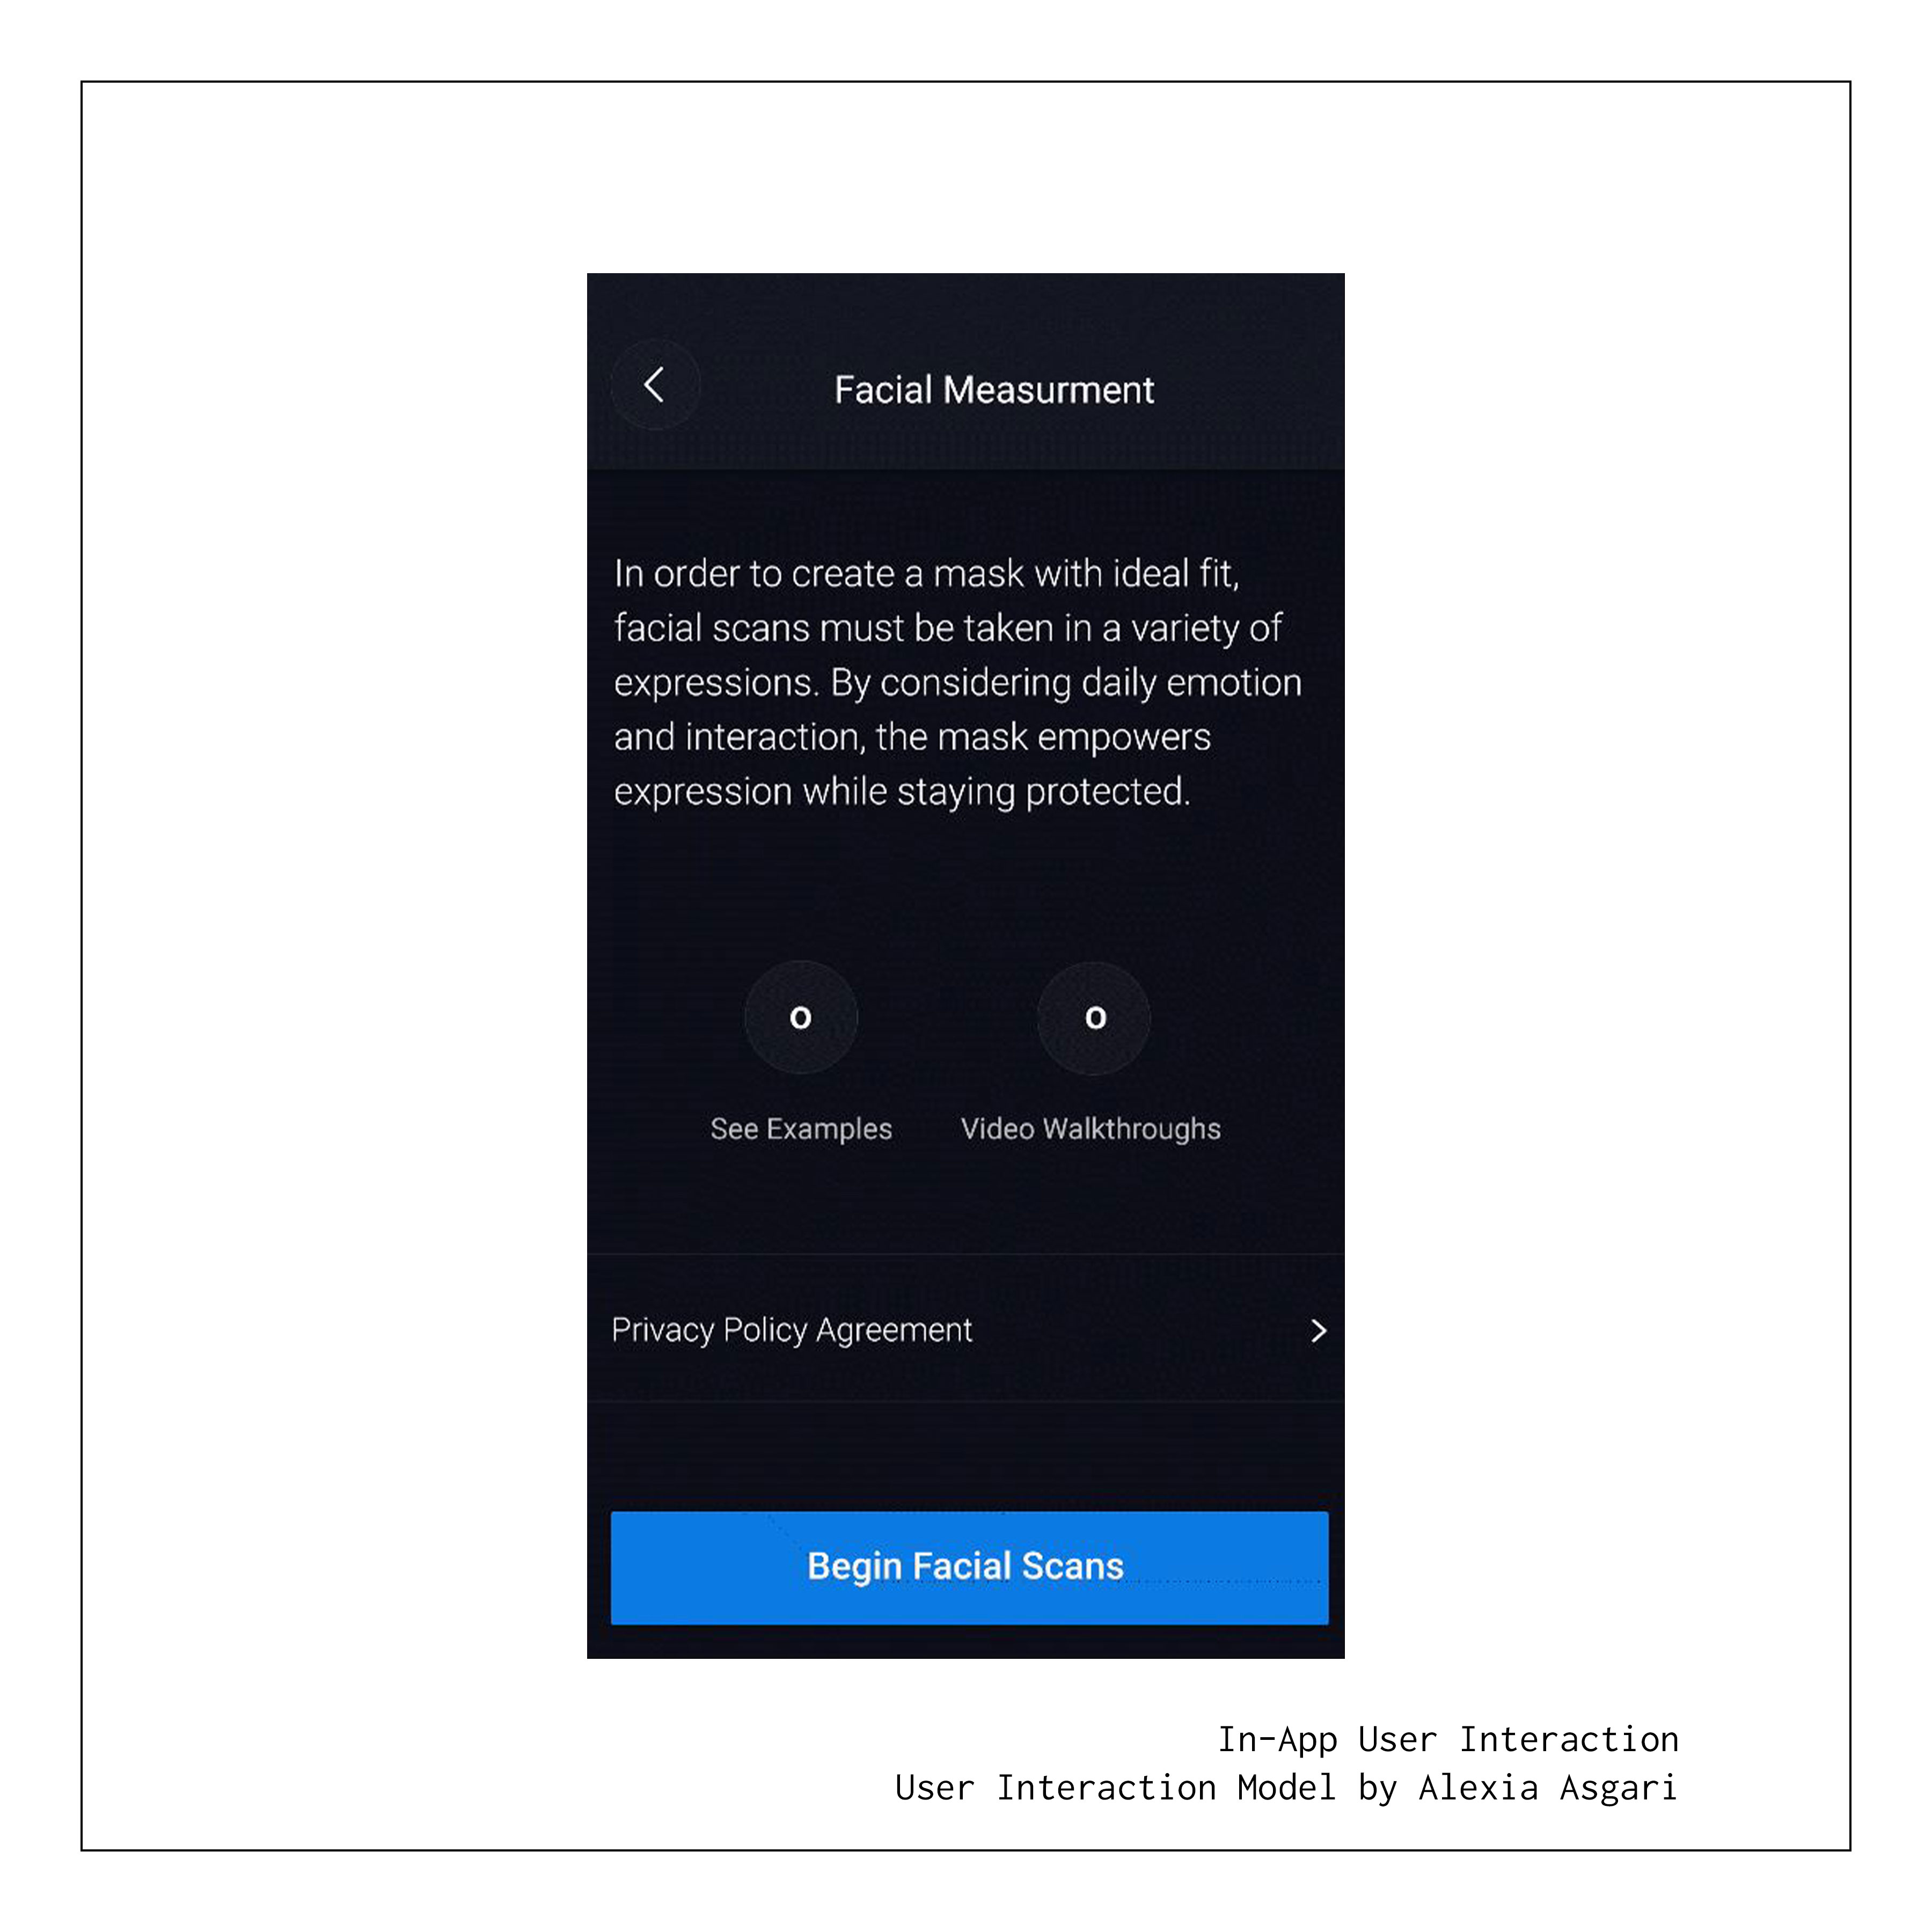 Facial Measurment
In order to create a mask with ideal fit,
facial scans must be taken in a variety of
expressions. By considering daily emotion
and interaction, the mask empowers
expression while staying protected.
o o
See Examples Video Walkthroughs
Privacy Policy Agreement
Begin Facial Scans
In-App User Interaction
User Interaction Model by Alexia Asgari